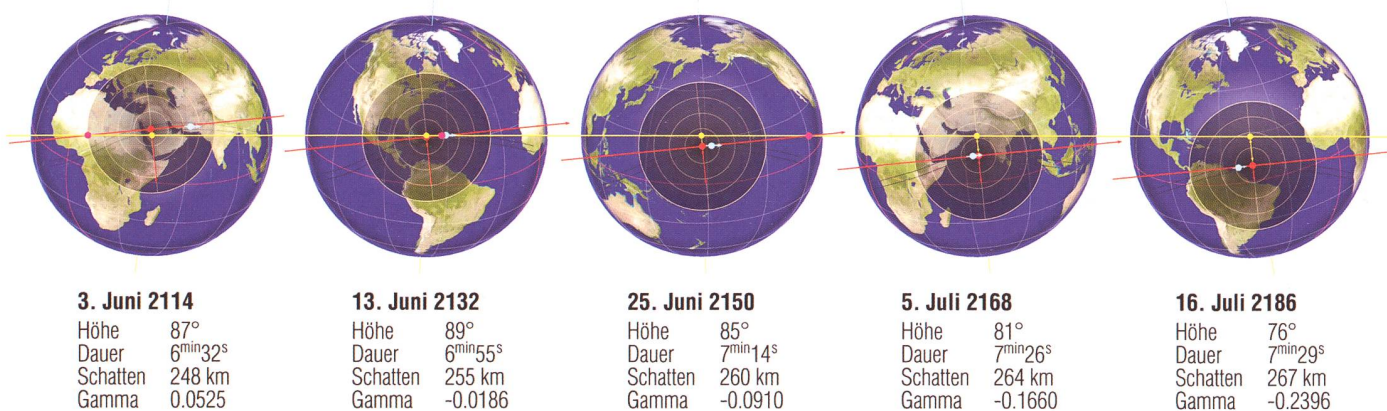 3. Juni 2114
Höhe 87°
Dauer 6min32s
Schatten 248 km
Gamma 0.0525
13. Juni 2132
Höhe 89°
Dauer 6min55s
Schatten 255 km
Gamma -0.0186
25. Juni 2150
Höhe 85°
Dauer 7min14s
Schatten 260 km
Gamma -0.0910
5. Juli 2168
Höhe 81°
Dauer 7min26s
Schatten 264 km
Gamma -0.1660
16. Juli 2186
Höhe 76°
Dauer 7min29s
Schatten 267 km
Gamma -0.2396